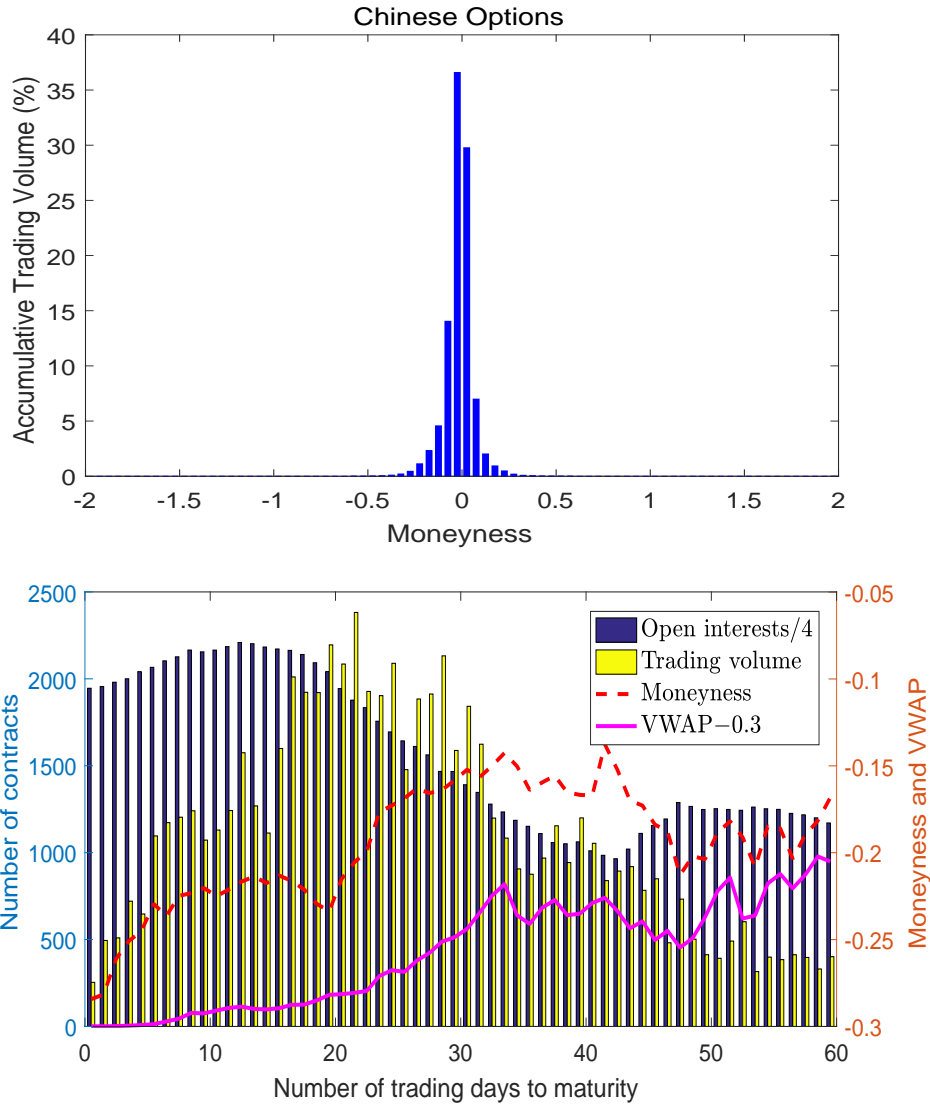 Chinese Options
Accumulative Trading Volume (%)
40
35
30
25
20
15
10
5
0
-2 -1.5 -1 -0.5 0 0.5 1 1.5 2
Moneyness
Number of contracts
2500
2000
1500
1000
500
0
Open interests/4
Trading volume
Moneyness
VWAP−0.3
-0.05
-0.1
-0.15
-0.2
-0.25
-0.3
Moneyness and VWAP
0 10 20 30 40 50 60
Number of trading days to maturity